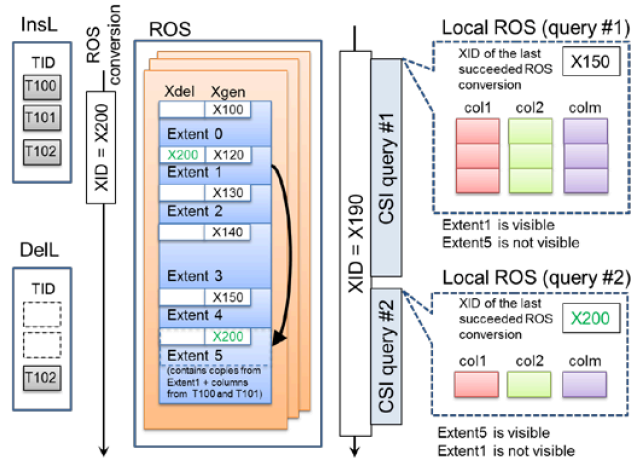 InsL
TID
T100
T101
T102
DelL
TID
T102
ROS
conversion
XID = X200
ROS
Xdel Xgen
X100
Extent 0
X200 X120
Extent 1
X130
Extent 2
X140
Extent 3
X150
Extent 4
X200
Extent 5
(contains copies from
Extent1 + columns
from T100 and T101)
XID = X190
CSI query #1
CSI query #2
Local ROS (query #1)
XID of the last
succeeded ROS
conversion
X150
col1 col2 colm
Extent1 is visible
Extent5 is not visible
Local ROS (query #2)
XID of the last
succeeded ROS
conversion
X200
col1 col2 colm
Extent5 is visible
Extent1 is not visible